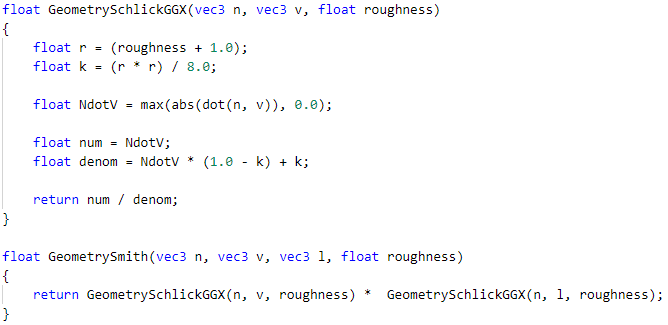 float GeometrySchlickGGX(vec3 n, vec3 v, float roughness)
{
    float r = (roughness + 1.0);
    float k = (r * r) / 8.0;

    float NdotV = max(abs(dot(n, v)), 0.0);

    float num = NdotV;
    float denom = NdotV * (1.0 - k) + k;

    return num / denom;
}

float GeometrySmith(vec3 n, vec3 v, vec3 l, float roughness)
{
    return GeometrySchlickGGX(n, v, roughness) *  GeometrySchlickGGX(n, l, roughness);
}